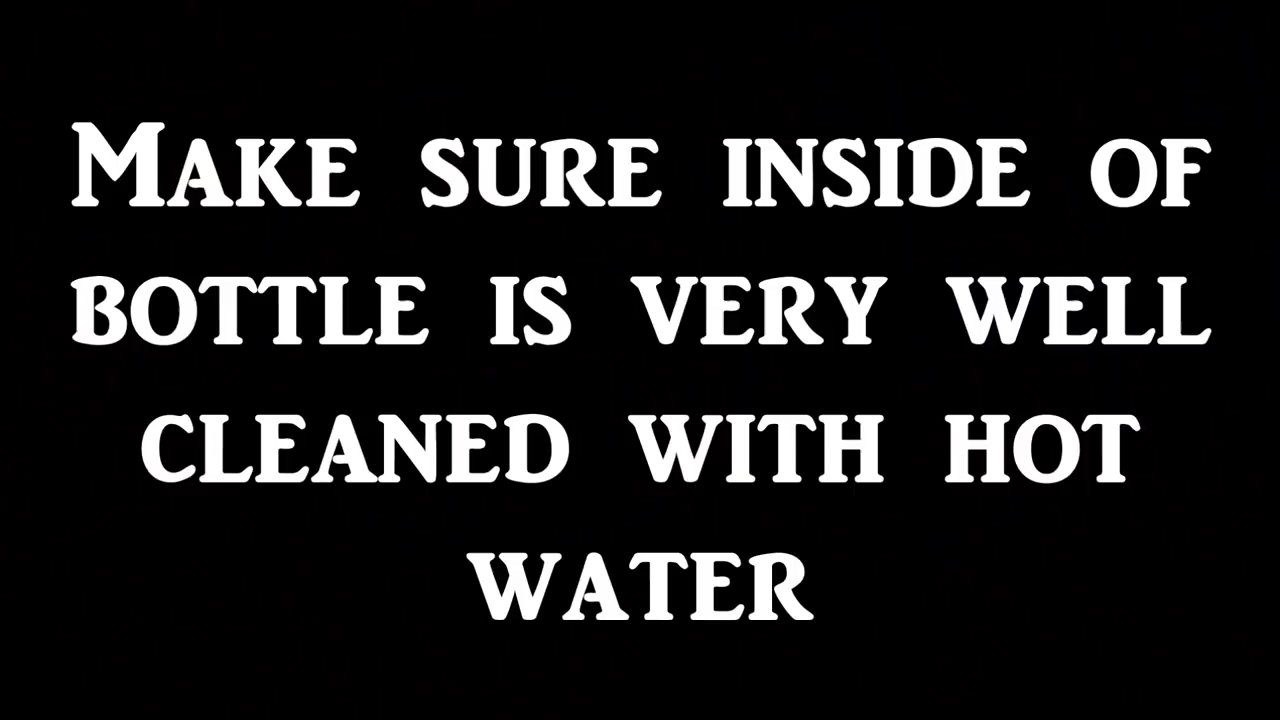 Make sure inside of
bottle is very well
cleaned with hot
water